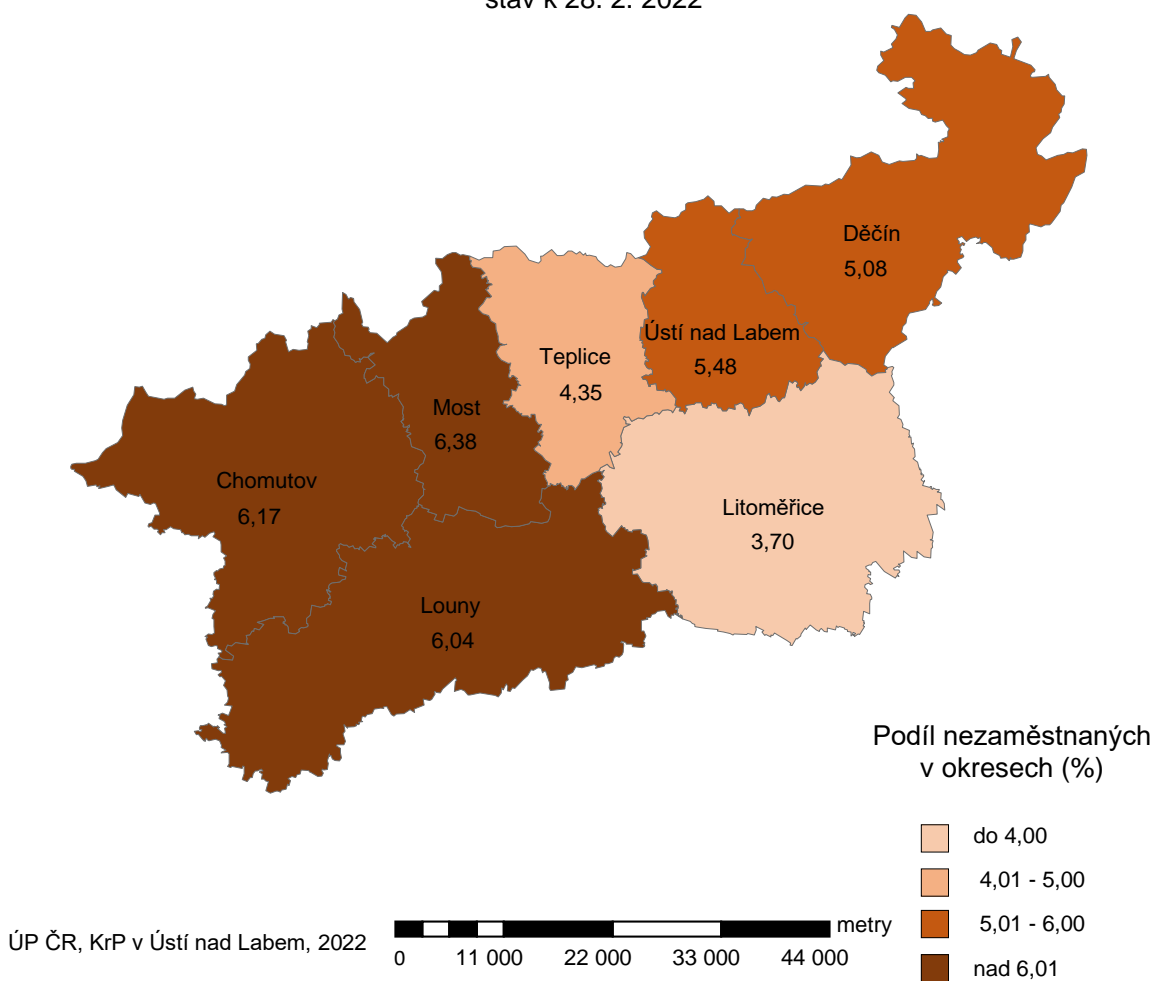 stav k 28. 2. 2022
Děčín
5,08
Ústí nad Labem
5,48
Teplice
4,35
Most
6,38
Chomutov
6,17
Litoměřice
3,70
Louny
6,04
Podíl nezaměstnaných
v okresech (%)
do 4,00
4,01 - 5,00
5,01 - 6,00
nad 6,01
ÚP ČR, KrP v Ústí nad Labem, 2022
metry
0 11 000 22 000 33 000 44 000